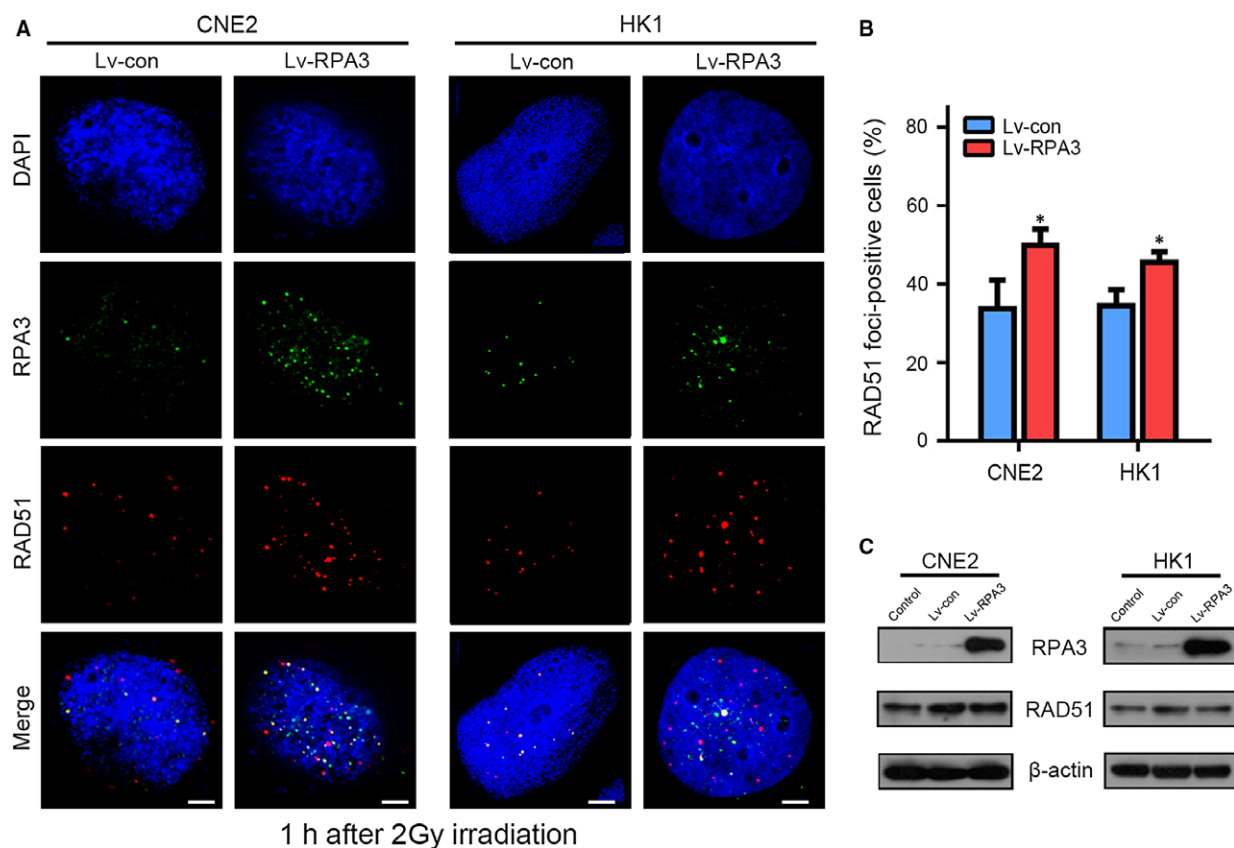 A
CNE2
HK1
Lv-con
Lv-RPA3
Lv-con
Lv-RPA3
DAPI
RPA3
RAD51
Merge
1 h after 2Gy irradiation
B
RAD51 foci-positive cells (%)
80
60
40
20
0
Lv-con
Lv-RPA3
*
*
CNE2
HK1
C
CNE2
HK1
Control
Lv-con
Lv-RPA3
Control
Lv-con
Lv-RPA3
RPA3
RAD51
β-actin